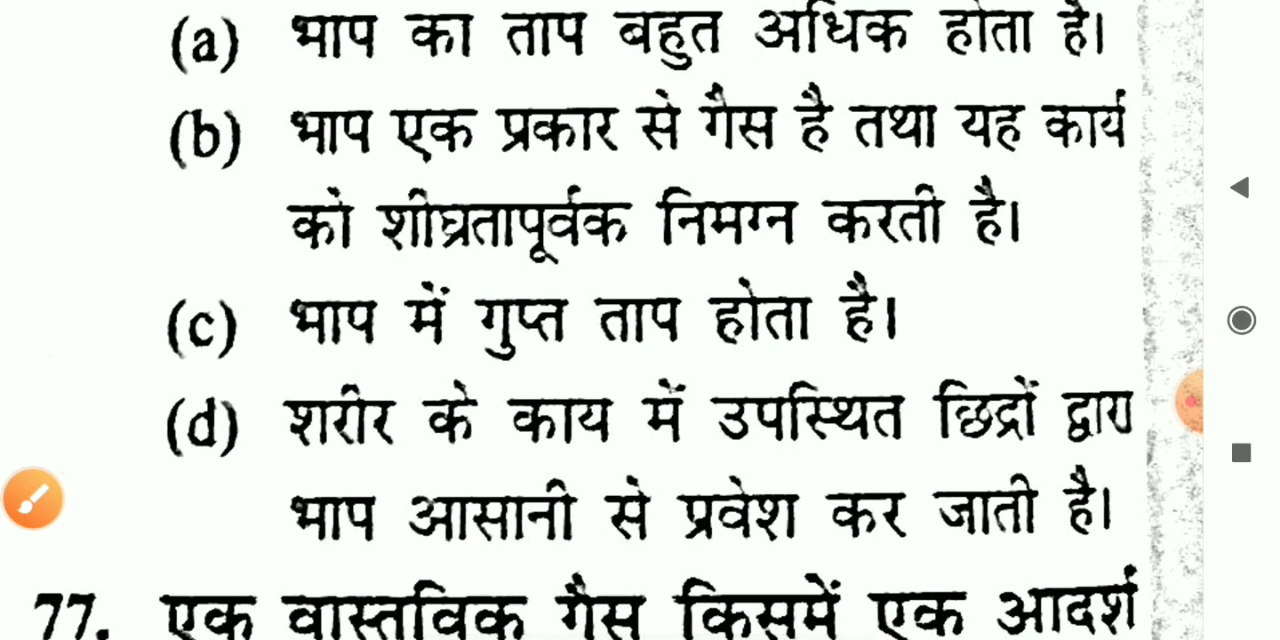 (a) भाप का ताप बहुत अधिक होता है।
(b) भाप एक प्रकार से गैस है तथा यह कार्य
को शीघ्रतापूर्वक निमग्न करती है।
(c) भाप में गुप्त ताप होता है।
(d) शरीर के काय में उपस्थित छिद्रों द्वारा
भाप आसानी से प्रवेश कर जाती है।
77. एक वास्तविक गैस किसमें एक आदर्श